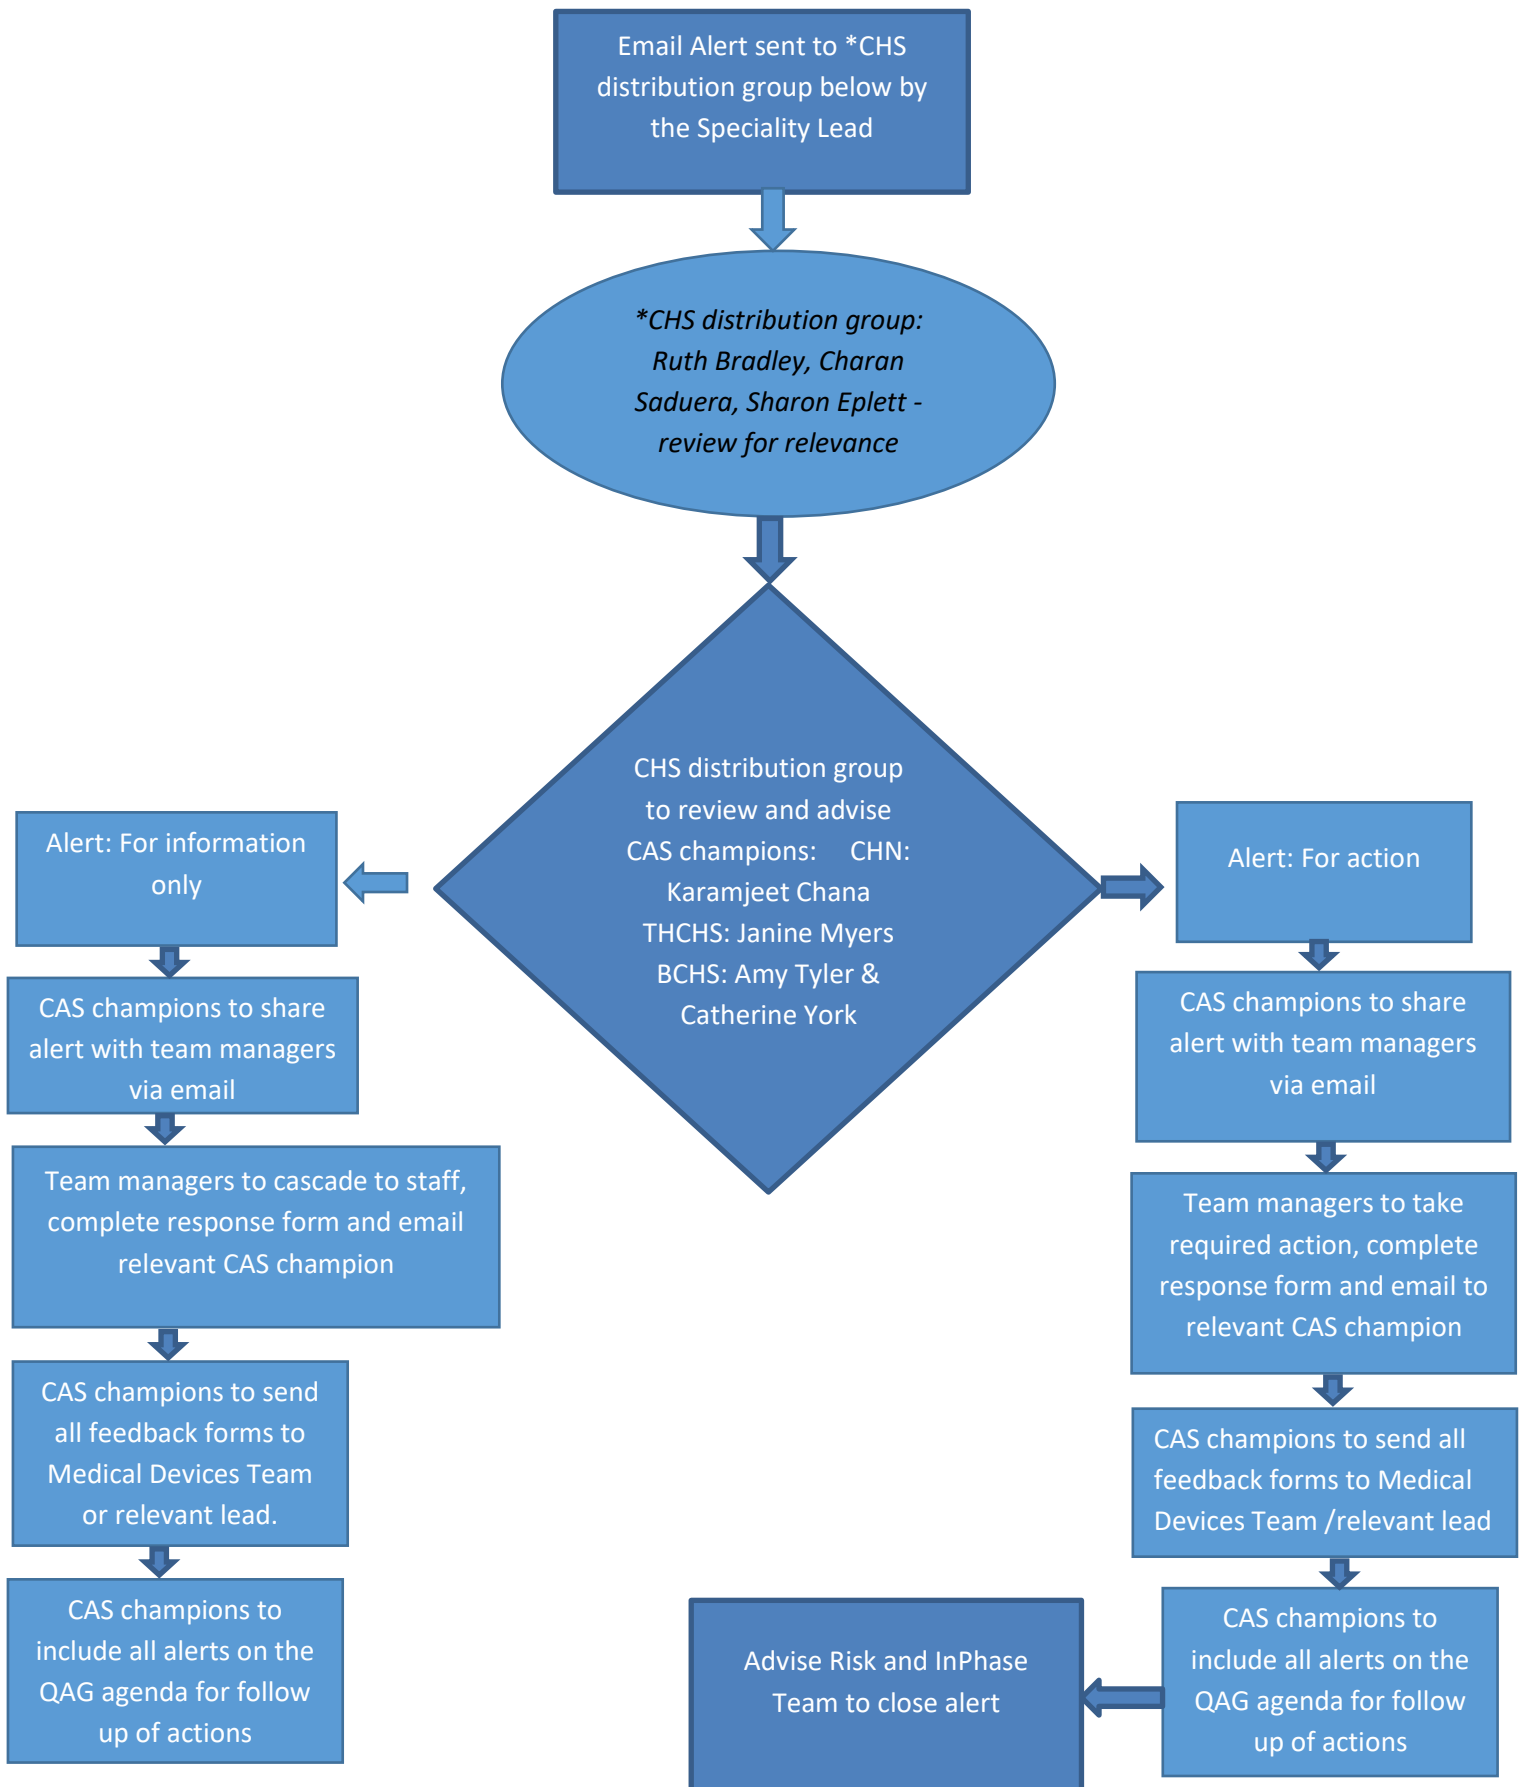 Email Alert sent to *CHS
distribution group below by
the Speciality Lead
*CHS distribution group:
Ruth Bradley, Charan
Saduera, Sharon Eplett -
review for relevance
CHS distribution group
to review and advise
CAS champions: CHN:
Karamjeet Chana
THCHS: Janine Myers
BCHS: Amy Tyler &
Catherine York
Alert: For information
only
CAS champions to share
alert with team managers
via email
Team managers to cascade to staff,
complete response form and email
relevant CAS champion
CAS champions to send
all feedback forms to
Medical Devices Team
or relevant lead.
CAS champions to
include all alerts on the
QAG agenda for follow
up of actions
Alert: For action
CAS champions to share
alert with team managers
via email
Team managers to take
required action, complete
response form and email to
relevant CAS champion
CAS champions to send all
feedback forms to Medical
Devices Team /relevant lead
CAS champions to
include all alerts on the
QAG agenda for follow
up of actions
Advise Risk and InPhase
Team to close alert